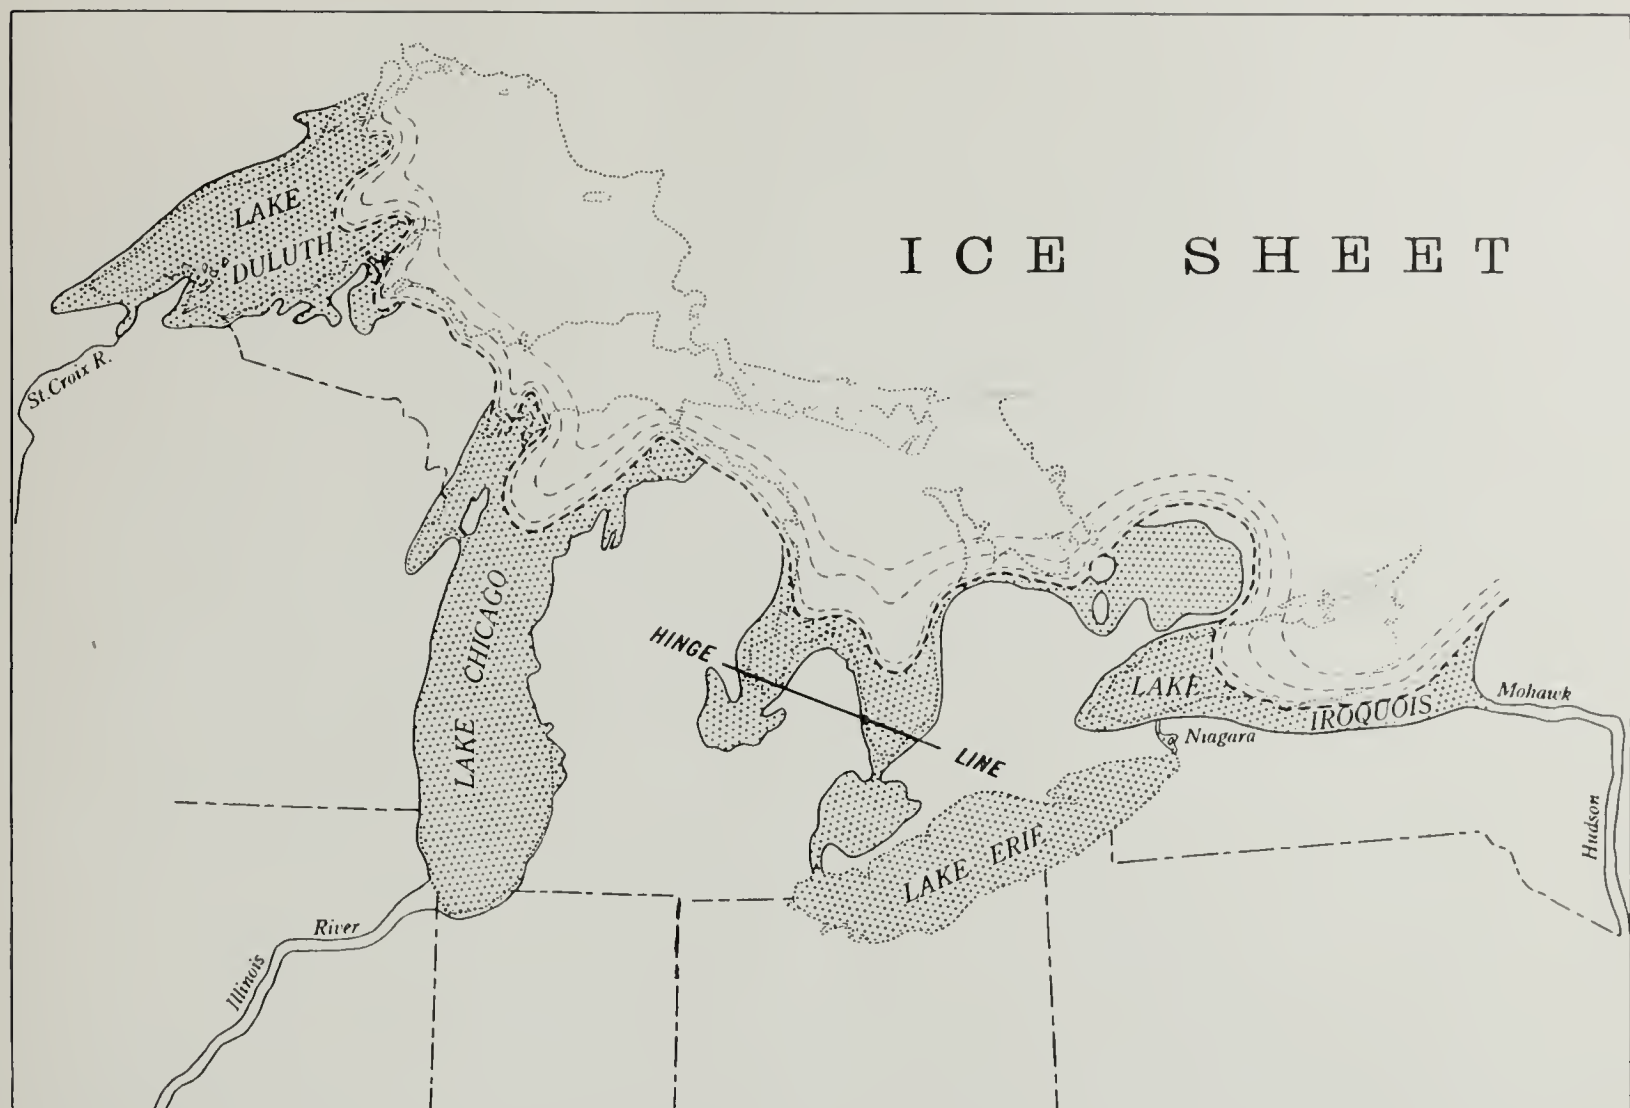 ICE SHEET
LAKE
DULUTH
St. Croix R.
LAKE CHICAGO
HINGE
LINE
LAKE
IROQUOIS
Mohawk
Niagara
Hudson
LAKE ERIE
River
Illinois